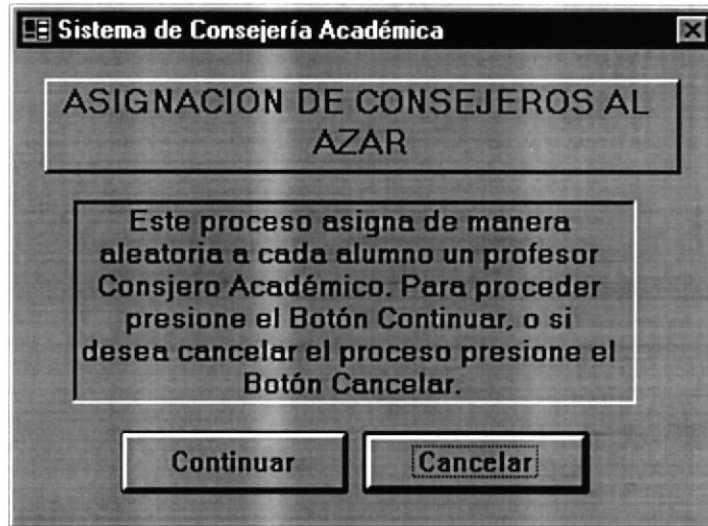 Sistema de Consejería Académica
ASIGNACION DE CONSEJEROS AL
AZAR
Este proceso asigna de manera
aleatoria a cada alumno un profesor
Consjero Académico. Para proceder
presione el Botón Continuar, o si
desea cancelar el proceso presione el
Botón Cancelar.
Continuar
Cancelar